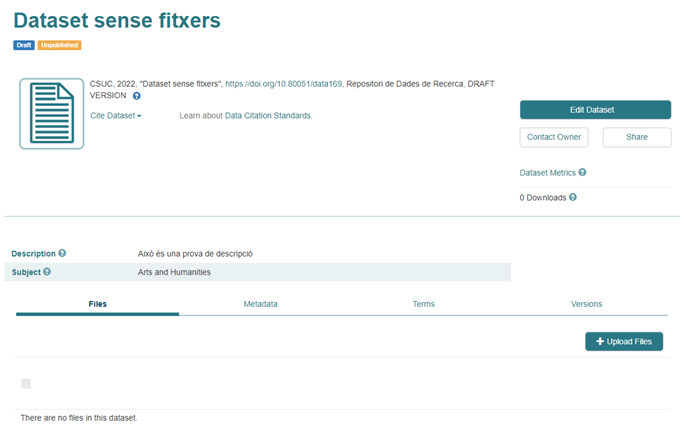 Dataset sense fitxers
Draft Unpublished
CSUC, 2022, "Dataset sense fitxers", https://doi.org/10.80051/data169, Repositori de Dades de Recerca, DRAFT
VERSION ?
Cite Dataset Learn about Data Citation Standards.
Edit Dataset
Contact Owner Share
Dataset Metrics ?
0 Downloads ?
Description ? Això és una prova de descripció
Subject ? Arts and Humanities
Files Metadata Terms Versions
+ Upload Files
There are no files in this dataset.